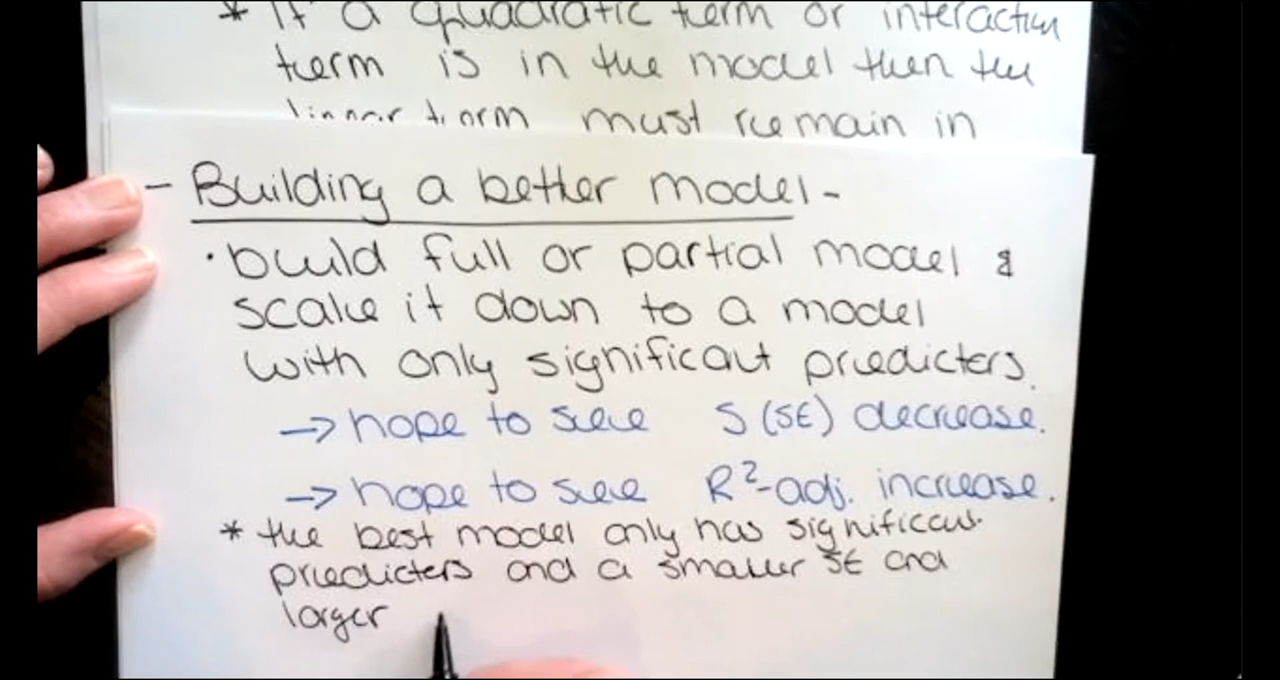 * If a quadratic term or interaction
term is in the model then the
linear term must remain in
- Building a better model -
• build full or partial model &
scale it down to a model
with only significant predicters.
→ hope to see S (SE) decrease.
→ hope to see R²-adj. increase.
* the best model only has significant
predicters and a smaller SE and
larger